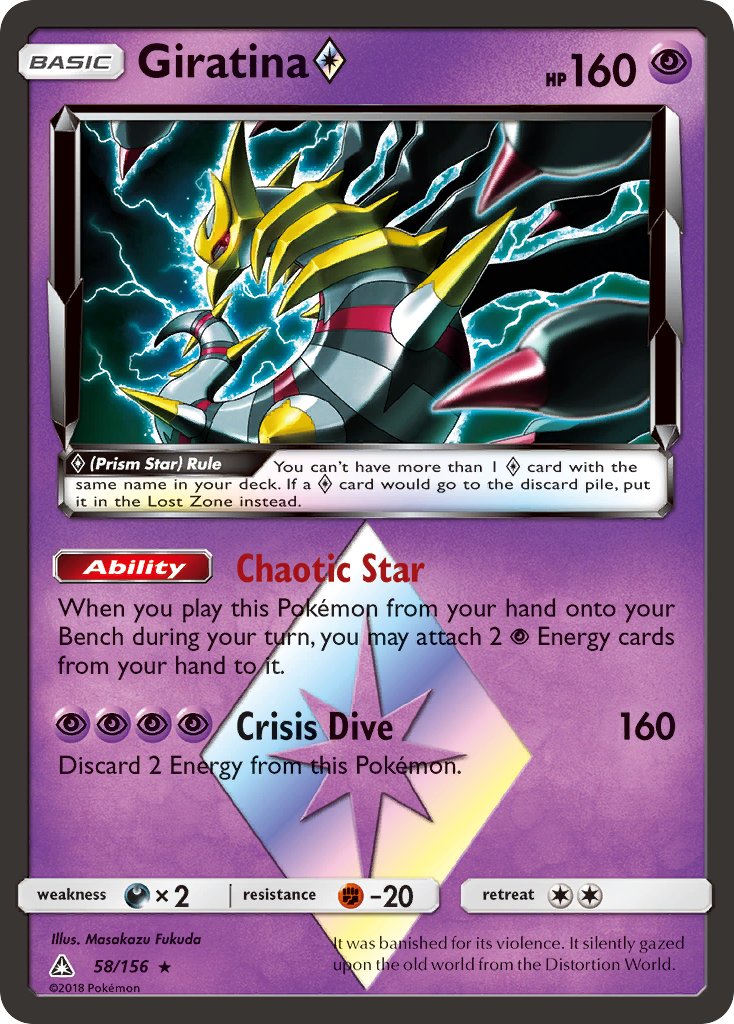 BASIC Giratina HP 160
(Prism Star) Rule You can't have more than 1 card with the
same name in your deck. If a card would go to the discard pile, put
it in the Lost Zone instead.
Ability Chaotic Star
When you play this Pokémon from your hand onto your
Bench during your turn, you may attach 2 Energy cards
from your hand to it.
Crisis Dive 160
Discard 2 Energy from this Pokémon.
weakness ×2 resistance -20 retreat
Illus. Masakazu Fukuda
58/156 ★
©2018 Pokémon
It was banished for its violence. It silently gazed
upon the old world from the Distortion World.